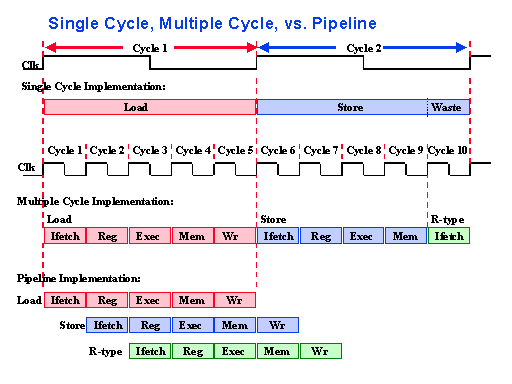 Single Cycle, Multiple Cycle, vs. Pipeline
Cycle 1 Cycle 2
Clk
Single Cycle Implementation:
Load Store Waste
Cycle 1 Cycle 2 Cycle 3 Cycle 4 Cycle 5 Cycle 6 Cycle 7 Cycle 8 Cycle 9 Cycle 10
Clk
Multiple Cycle Implementation:
Load Store R-type
Ifetch Reg Exec Mem Wr Ifetch Reg Exec Mem Ifetch
Pipeline Implementation:
Load Ifetch Reg Exec Mem Wr
Store Ifetch Reg Exec Mem Wr
R-type Ifetch Reg Exec Mem Wr